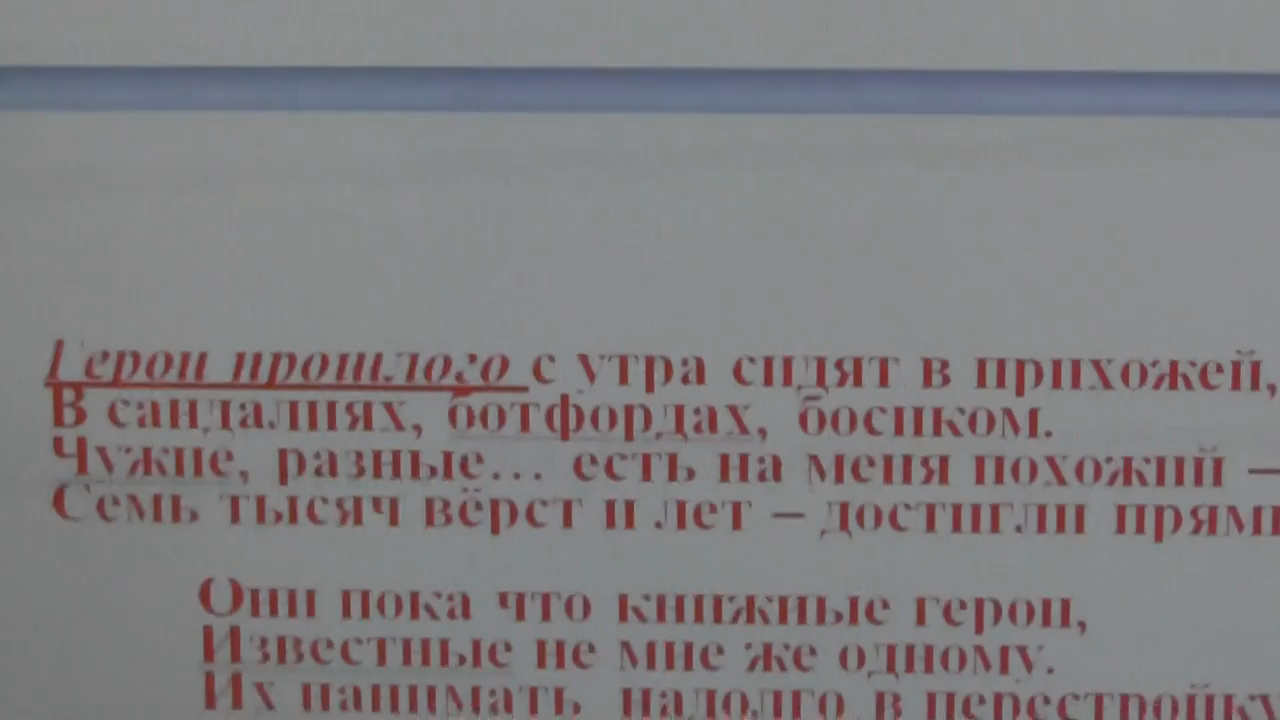 Герои прошлого с утра сидят в прихожей,
В сандалиях, ботфордах, босиком.
Чужие, разные... есть на меня похожий –
Семь тысяч вёрст и лет – достигли
Они пока что книжные герои,
Известные не мне же одному.
Их нанимать надолго в перестройку